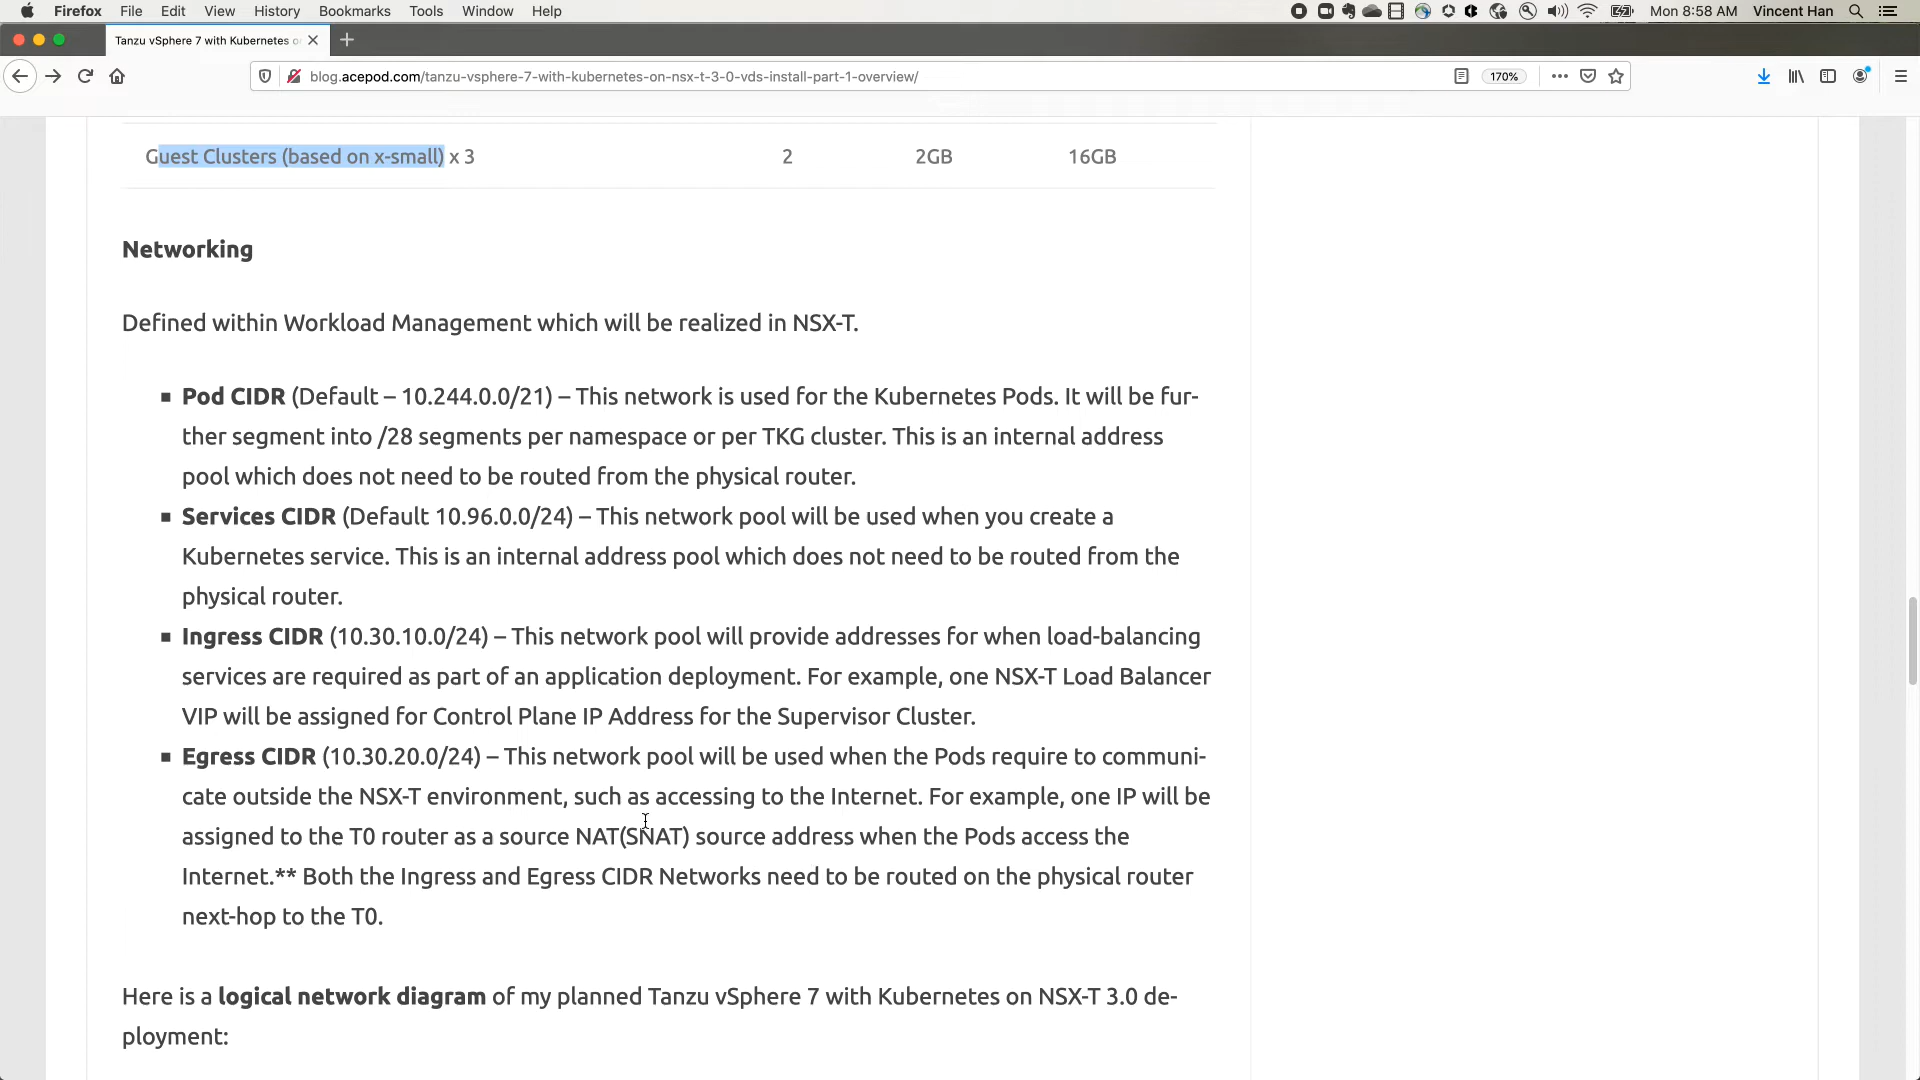 Firefox File Edit View History Bookmarks Tools Window Help Mon 8:58 AM Vincent Han
Tanzu vSphere 7 with Kubernetes o
blog.acepod.com/tanzu-vsphere-7-with-kubernetes-on-nsx-t-3-0-vds-install-part-1-overview/ 170%
Guest Clusters (based on x-small) x 3 2 2GB 16GB
Networking
Defined within Workload Management which will be realized in NSX-T.
Pod CIDR (Default – 10.244.0.0/21) – This network is used for the Kubernetes Pods. It will be fur-
ther segment into /28 segments per namespace or per TKG cluster. This is an internal address
pool which does not need to be routed from the physical router.
Services CIDR (Default 10.96.0.0/24) – This network pool will be used when you create a
Kubernetes service. This is an internal address pool which does not need to be routed from the
physical router.
Ingress CIDR (10.30.10.0/24) – This network pool will provide addresses for when load-balancing
services are required as part of an application deployment. For example, one NSX-T Load Balancer
VIP will be assigned for Control Plane IP Address for the Supervisor Cluster.
Egress CIDR (10.30.20.0/24) – This network pool will be used when the Pods require to communi-
cate outside the NSX-T environment, such as accessing to the Internet. For example, one IP will be
assigned to the T0 router as a source NAT(SNAT) source address when the Pods access the
Internet.** Both the Ingress and Egress CIDR Networks need to be routed on the physical router
next-hop to the T0.
Here is a logical network diagram of my planned Tanzu vSphere 7 with Kubernetes on NSX-T 3.0 de-
ployment: